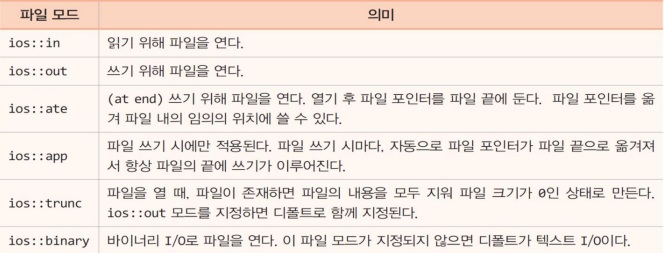 파일 모드 의미
ios::in 읽기 위해 파일을 연다.
ios::out 쓰기 위해 파일을 연다.
ios::ate (at end) 쓰기 위해 파일을 연다. 열기 후 파일 포인터를 파일 끝에 둔다. 파일 포인터를 옮
겨 파일 내의 임의의 위치에 쓸 수 있다.
ios::app 파일 쓰기 시에만 적용된다. 파일 쓰기 시마다, 자동으로 파일 포인터가 파일 끝으로 옮겨져
서 항상 파일의 끝에 쓰기가 이루어진다.
ios::trunc 파일을 열 때, 파일이 존재하면 파일의 내용을 모두 지워 파일 크기가 0인 상태로 만든다.
ios::out 모드를 지정하면 디폴트로 함께 지정된다.
ios::binary 바이너리 I/O로 파일을 연다. 이 파일 모드가 지정되지 않으면 디폴트가 텍스트 I/O이다.